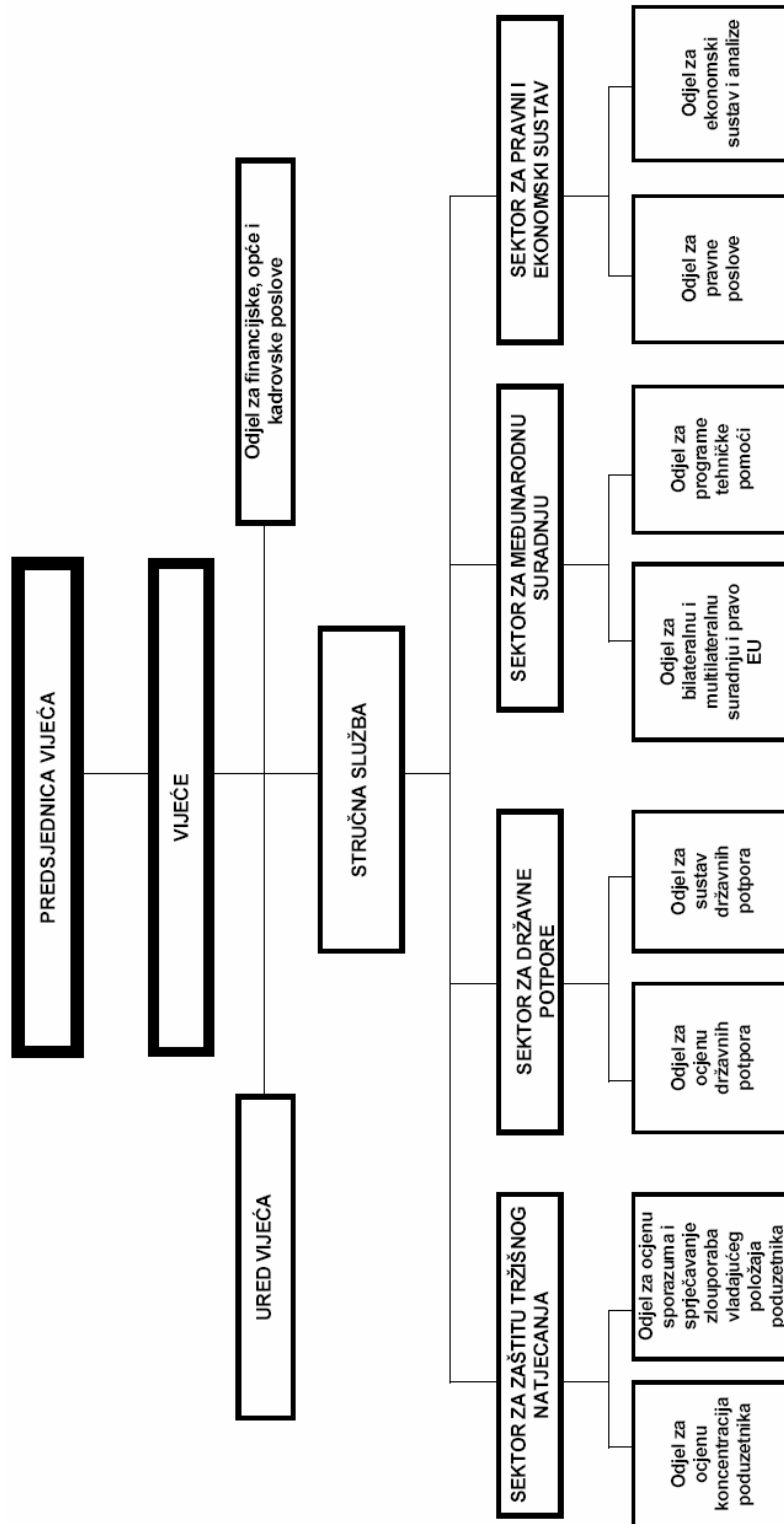 PREDSJEDNICA VIJEĆA
VIJEĆE
URED VIJEĆA
Odjel za financijske, opće i
kadrovske poslove
STRUČNA SLUŽBA
SEKTOR ZA ZAŠTITU TRŽIŠNOG
NATJECANJA
SEKTOR ZA DRŽAVNE
POTPORE
SEKTOR ZA MEĐUNARODNU
SURADNJU
SEKTOR ZA PRAVNI I
EKONOMSKI SUSTAV
Odjel za
ocjenu
koncentracija
poduzetnika
Odjel za ocjenu
sporazuma i
sprječavanje
zlouporaba
vladajućeg
položaja
poduzetnika
Odjel za
ocjenu
državnih
potpora
Odjel za
sustav
državnih
potpora
Odjel za
bilateralnu i
multilateralnu
suradnju i pravo
EU
Odjel za
programe
tehničke
pomoći
Odjel za
pravne
poslove
Odjel za
ekonomski
sustav i analize